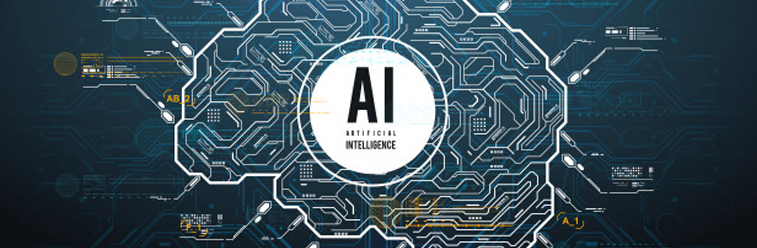 AB_2
AI
ARTIFICIAL
INTELLIGENCE
A_1